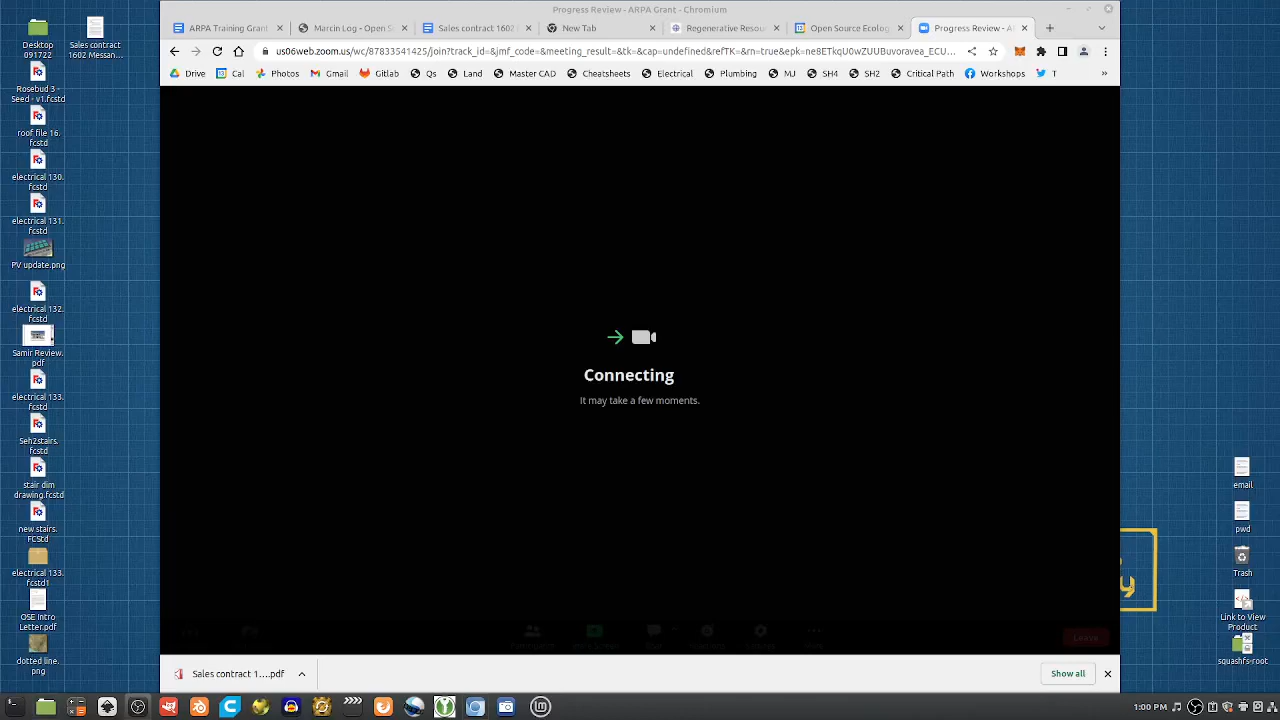 Progress Review - ARPA Grant - Chromium
ARPA Training Gran
Marcin Log - Open S
Sales contract 1602
New Tab
Regenerative Resou
Open Source Ecolog
Progress Review - A
us06web.zoom.us/wc/87833541425/join?track_id=&jmf_code=&meeting_result=&tk=&cap=undefined&refTK=&rn=true&epk=ne8ETkqU0wZUUBuvoravea_ECU...
Drive
Cal
Photos
Gmail
Gitlab
Qs
Land
Master CAD
Cheatsheets
Electrical
Plumbing
MJ
SH4
SH2
Critical Path
Workshops
T
»
Desktop
091722
Sales contract
1602 Messan...
Rosebud 3 -
Seed - v1.fcstd
roof file 16.
fcstd
electrical 130.
fcstd
electrical 131.
fcstd
PV update.png
electrical 132.
fcstd
Samir Review.
pdf
electrical 133.
fcstd
Seh2stairs.
fcstd
stair dim
drawing.fcstd
new stairs.
FCStd
electrical 133.
fcstd1
OSE Intro
Letter.pdf
dotted line.
png
Connecting
It may take a few moments.
Leave
email
pwd
Trash
Link to View
Product
squashfs-root
Sales contract 1....pdf
Show all
1:00 PM